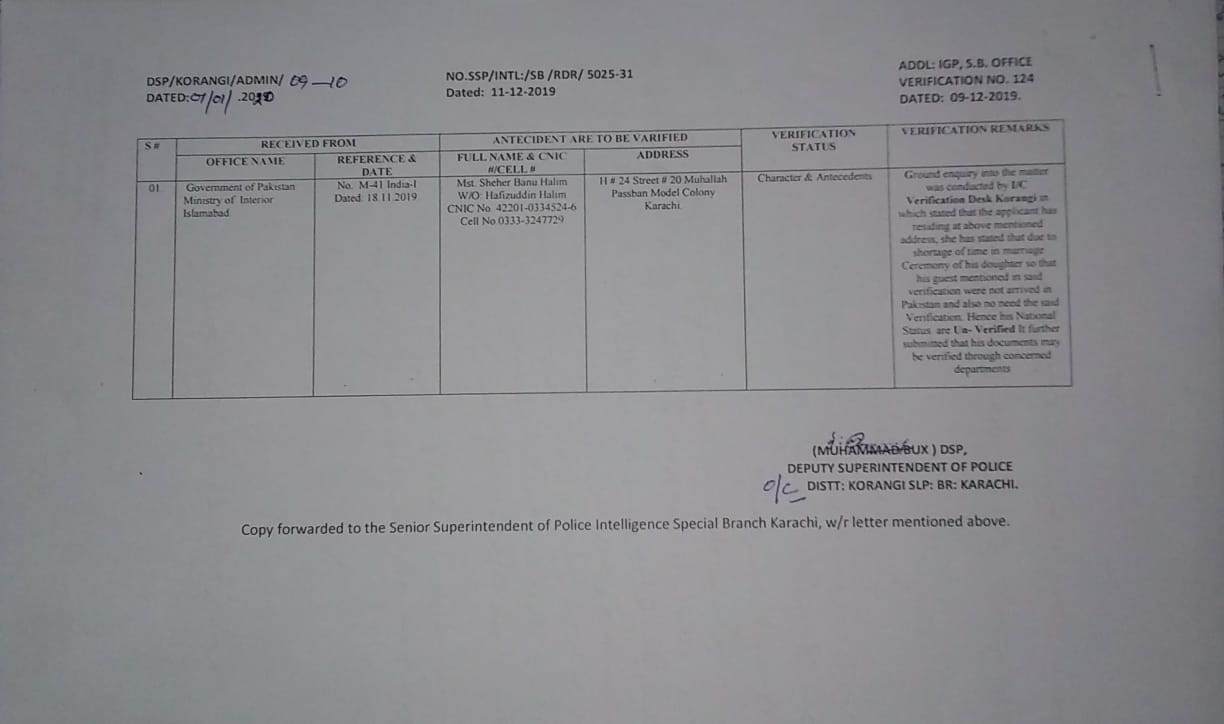 DSP/KORANGI/ADMIN/ 09-10
DATED:07/01/.2020
NO.SSP/INTL:/SB /RDR/ 5025-31
Dated: 11-12-2019
ADDL: IGP, S.B. OFFICE
VERIFICATION NO. 124
DATED: 09-12-2019.
S #
RECEIVED FROM
ANTECIDENT ARE TO BE VARIFIED
VERIFICATION
STATUS
VERIFICATION REMARKS
OFFICE NAME
REFERENCE &
DATE
FULL NAME & CNIC
#/CELL #
ADDRESS
01.
Government of Pakistan
Ministry of Interior
Islamabad.
No. M-41 India-I
Dated. 18.11.2019
Mst. Sheher Banu Halim
W/O: Hafizuddin Halim
CNIC No. 42201-0334524-6
Cell No.0333-3247729
H # 24 Street # 20 Muhallah
Passban Model Colony
Karachi.
Character & Antecedents
Ground enquiry into the matter
was conducted by I/C
Verification Desk Korangi in
which stated that the applicant has
residing at above mentioned
address, she has stated that due to
shortage of time in marriage
Ceremony of his doughter so that
his guest mentioned in said
verification were not arrived in
Pakistan and also no need the said
Verification. Hence his National
Status are Un- Verified It further
submitted that his documents may
be verified through concerned
departments
(MUHAMMAD BUX ) DSP,
DEPUTY SUPERINTENDENT OF POLICE
o/c DISTT: KORANGI SLP: BR: KARACHI.
Copy forwarded to the Senior Superintendent of Police Intelligence Special Branch Karachi, w/r letter mentioned above.